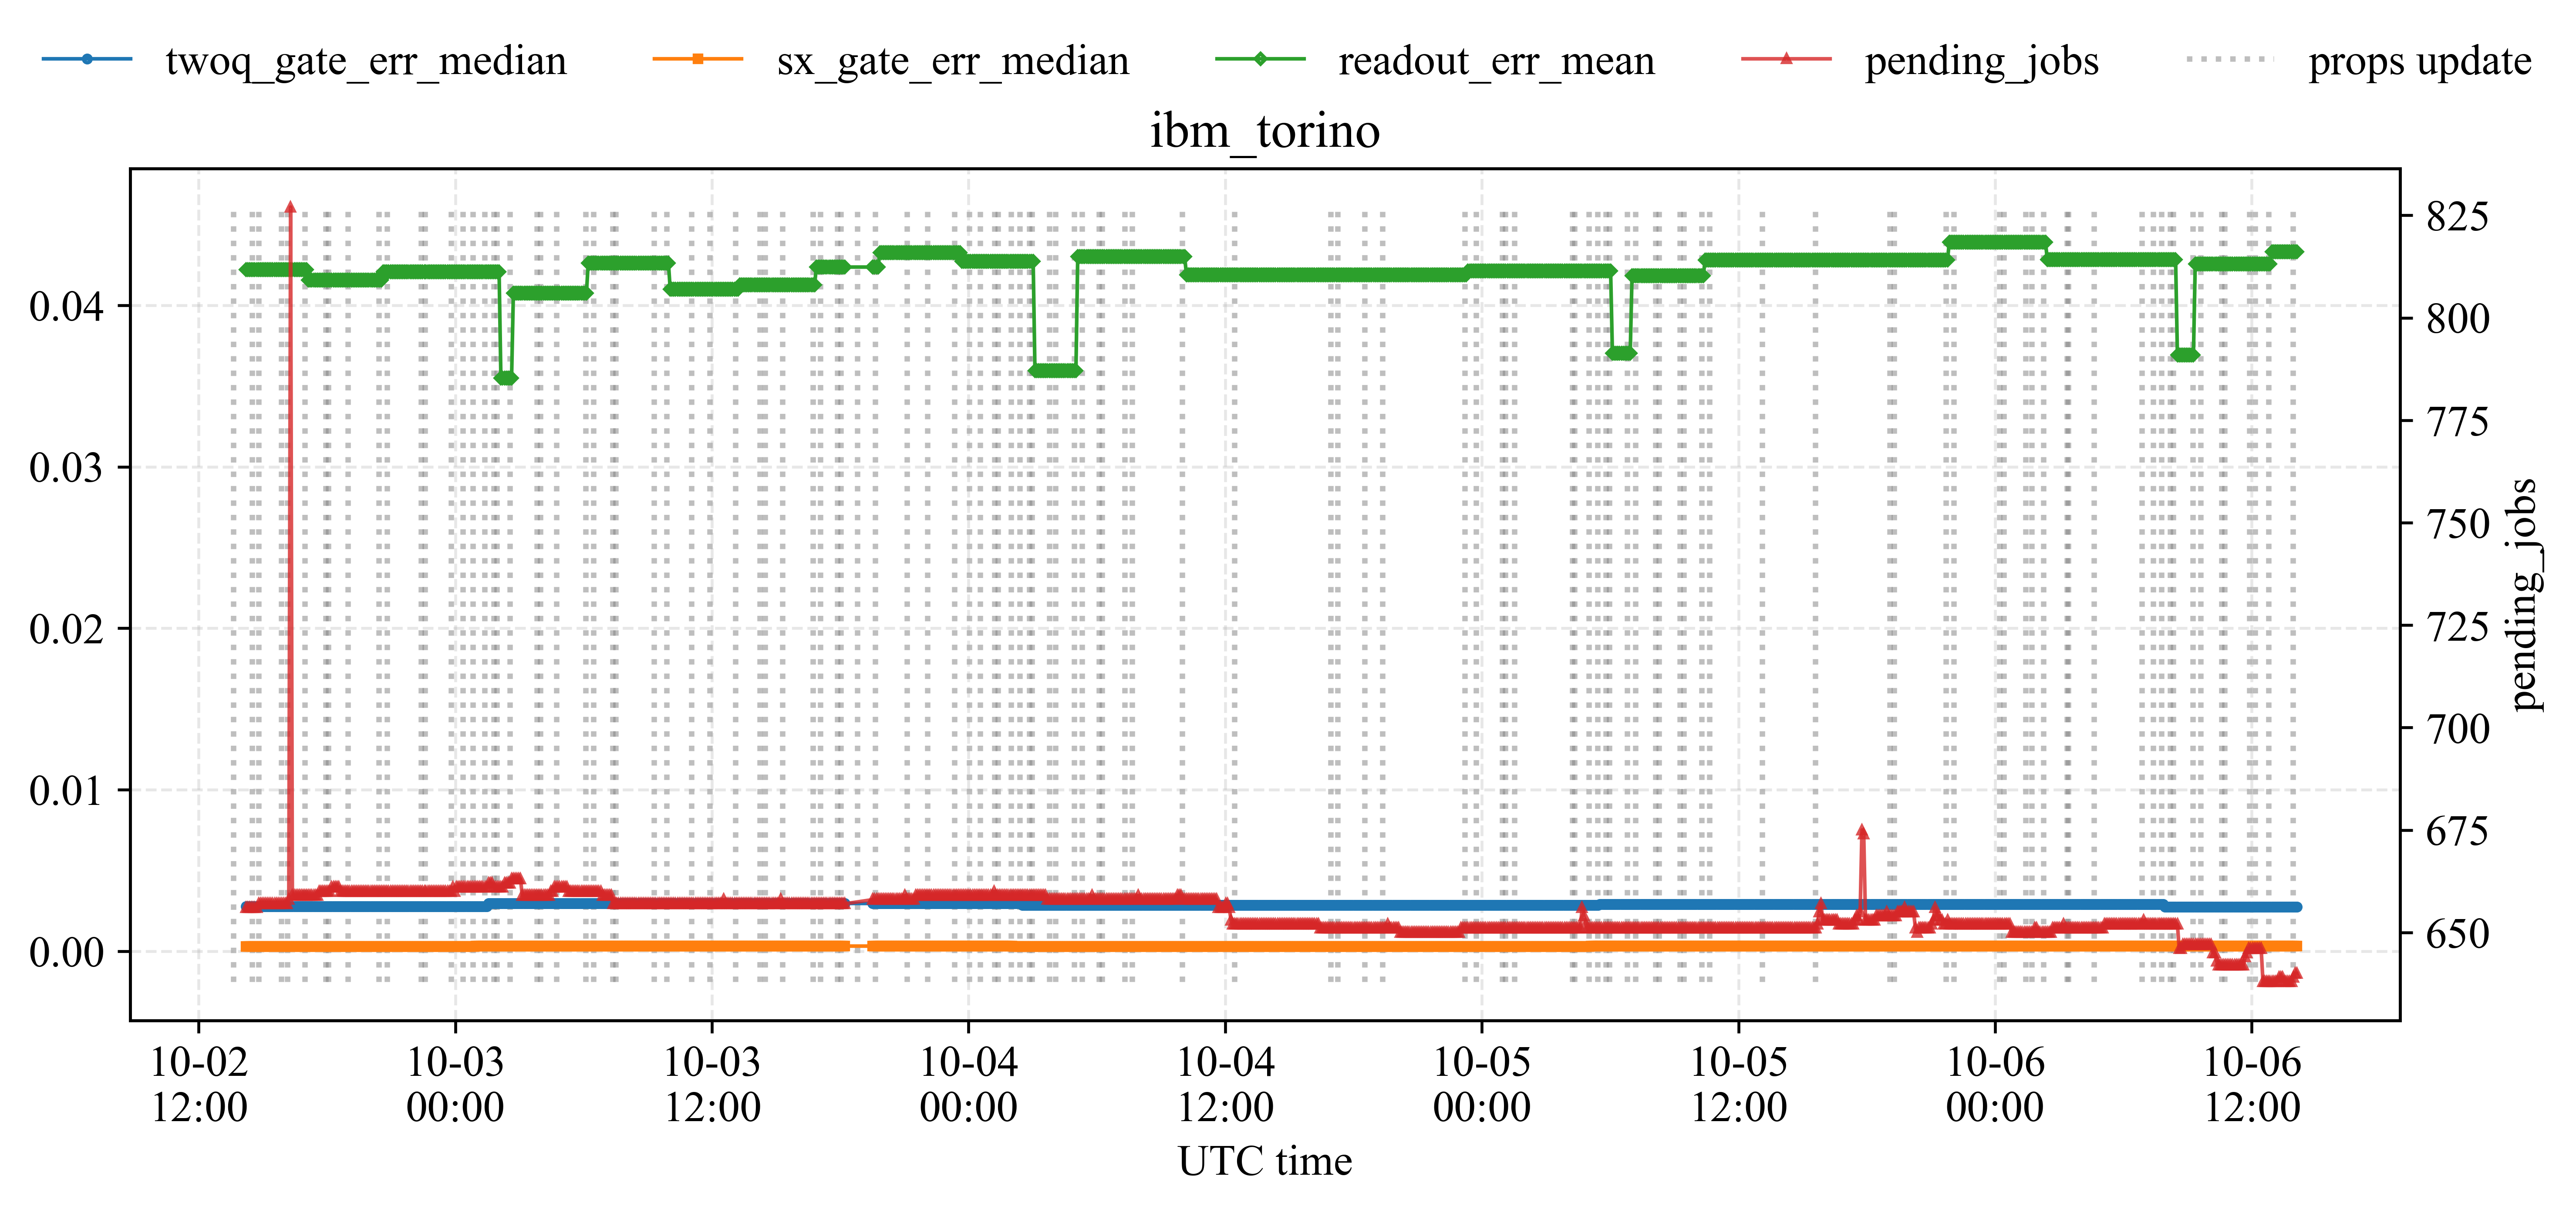 twoq_gate_err_median sx_gate_err_median readout_err_mean pending_jobs props update
ibm_torino
0.04
0.03
0.02
0.01
0.00
825
800
775
750
725
700
675
650
pending_jobs
10-02 10-03 10-03 10-04 10-04 10-05 10-05 10-06 10-06
12:00 00:00 12:00 00:00 12:00 00:00 12:00 00:00 12:00
UTC time